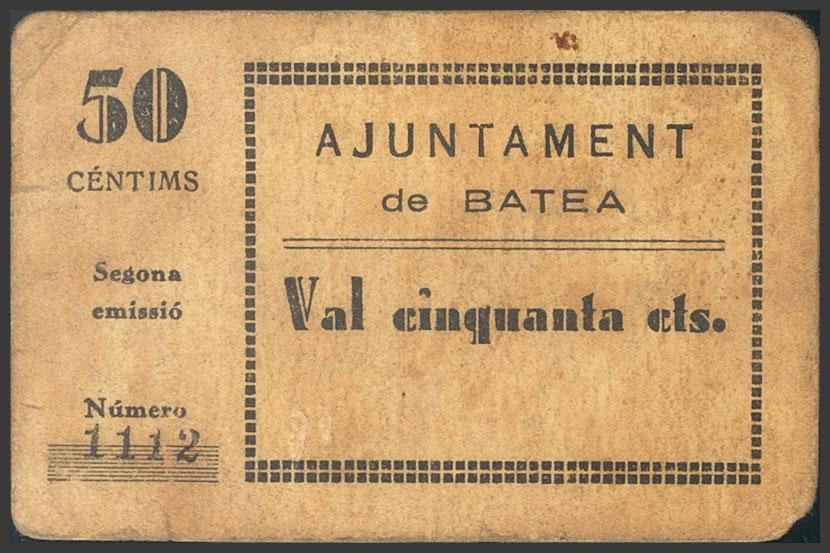 50
CÉNTIMS
Segona
emissió
Número
1112
AJUNTAMENT
de BATEA
Val cinquanta cts.